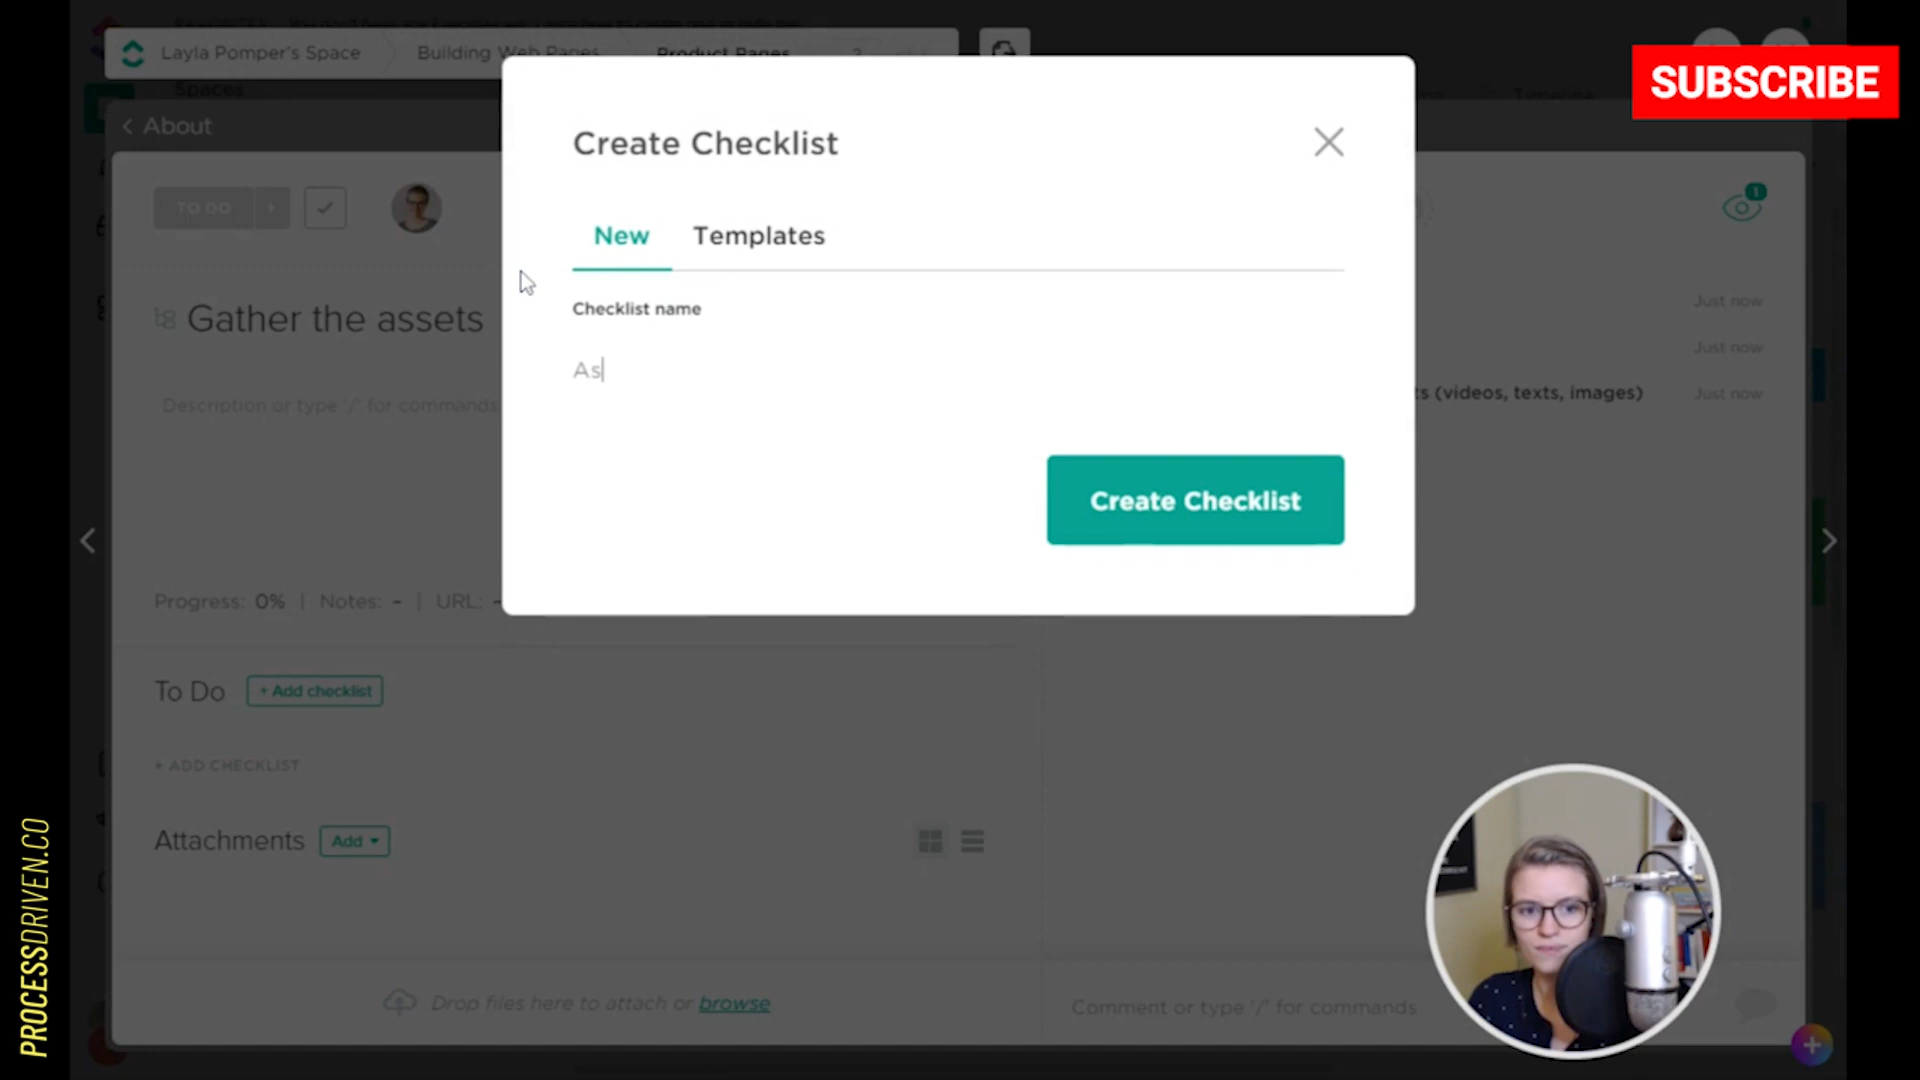 Layla Pomper's Space
Building Web Pages
Product Pages
SUBSCRIBE
Spaces
About
Create Checklist
TO DO
1
New
Templates
Just now
Gather the assets
Checklist name
Just now
As
ts (videos, texts, images)
Just now
Description or type '/' for commands
Create Checklist
Progress: 0% | Notes: - | URL: -
To Do
+ Add checklist
+ ADD CHECKLIST
Attachments
Add
Drop files here to attach or browse
Comment or type '/' for commands
PROCESSDRIVEN.CO